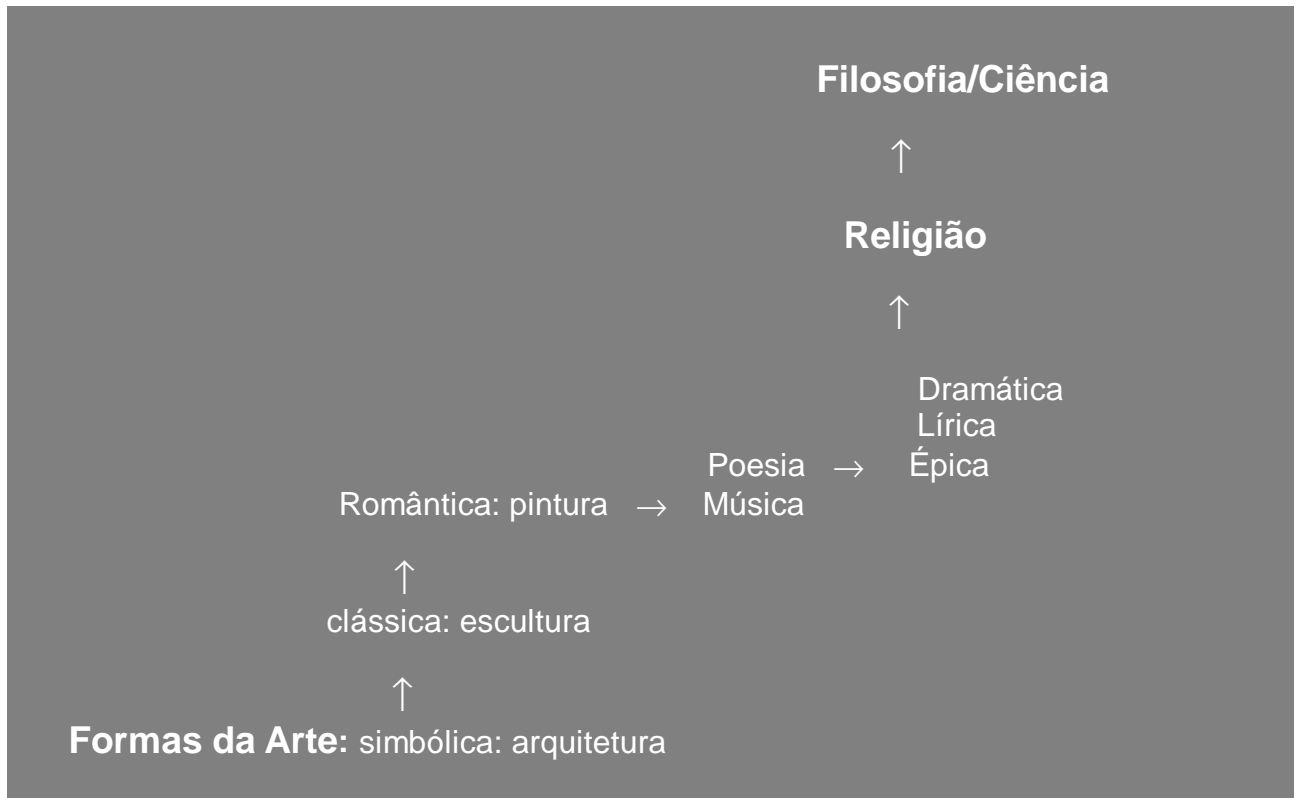 Filosofia/Ciência
↑
Religião
↑
Dramática
Lírica
Poesia → Épica
Romântica: pintura → Música
↑
clássica: escultura
↑
Formas da Arte: simbólica: arquitetura